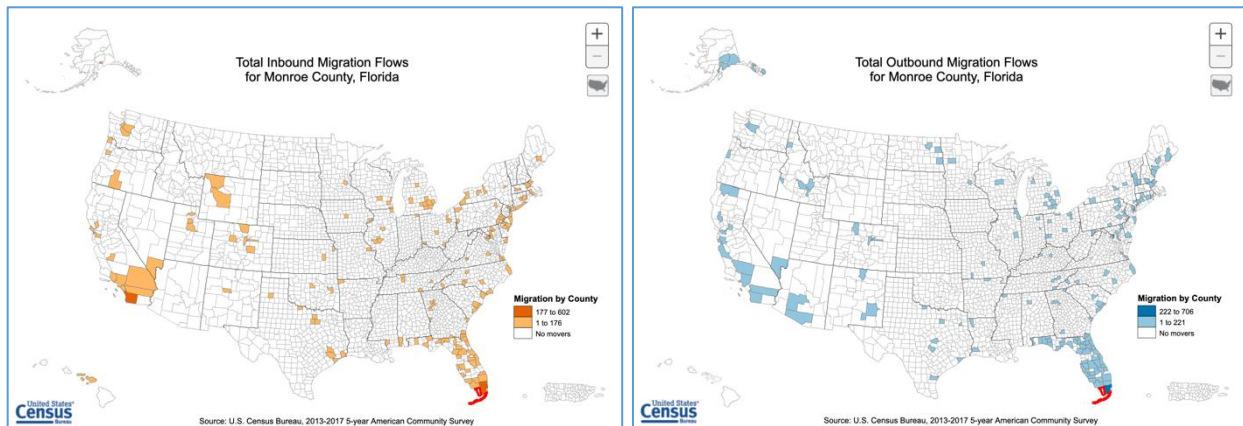 Total Inbound Migration Flows
for Monroe County, Florida
+
−
Migration by County
177 to 602
1 to 176
No movers
United States®
Census
Bureau
Source: U.S. Census Bureau, 2013-2017 5-year American Community Survey
Total Outbound Migration Flows
for Monroe County, Florida
+
−
Migration by County
222 to 706
1 to 221
No movers
United States®
Census
Bureau
Source: U.S. Census Bureau, 2013-2017 5-year American Community Survey